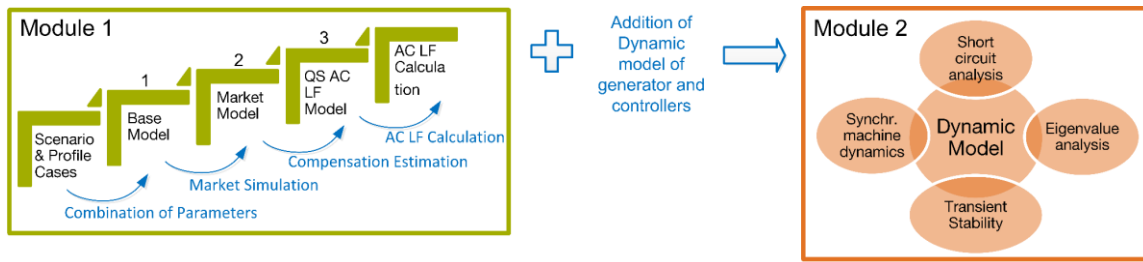 Module 1
1
2
3
Scenario
& Profile
Cases
Base
Model
Market
Model
QS AC
LF
Model
AC LF
Calcula
tion
Combination of Parameters
Market Simulation
Compensation Estimation
AC LF Calculation
Addition of
Dynamic
model of
generator and
controllers
Module 2
Short
circuit
analysis
Synchr.
machine
dynamics
Dynamic
Model
Eigenvalue
analysis
Transient
Stability